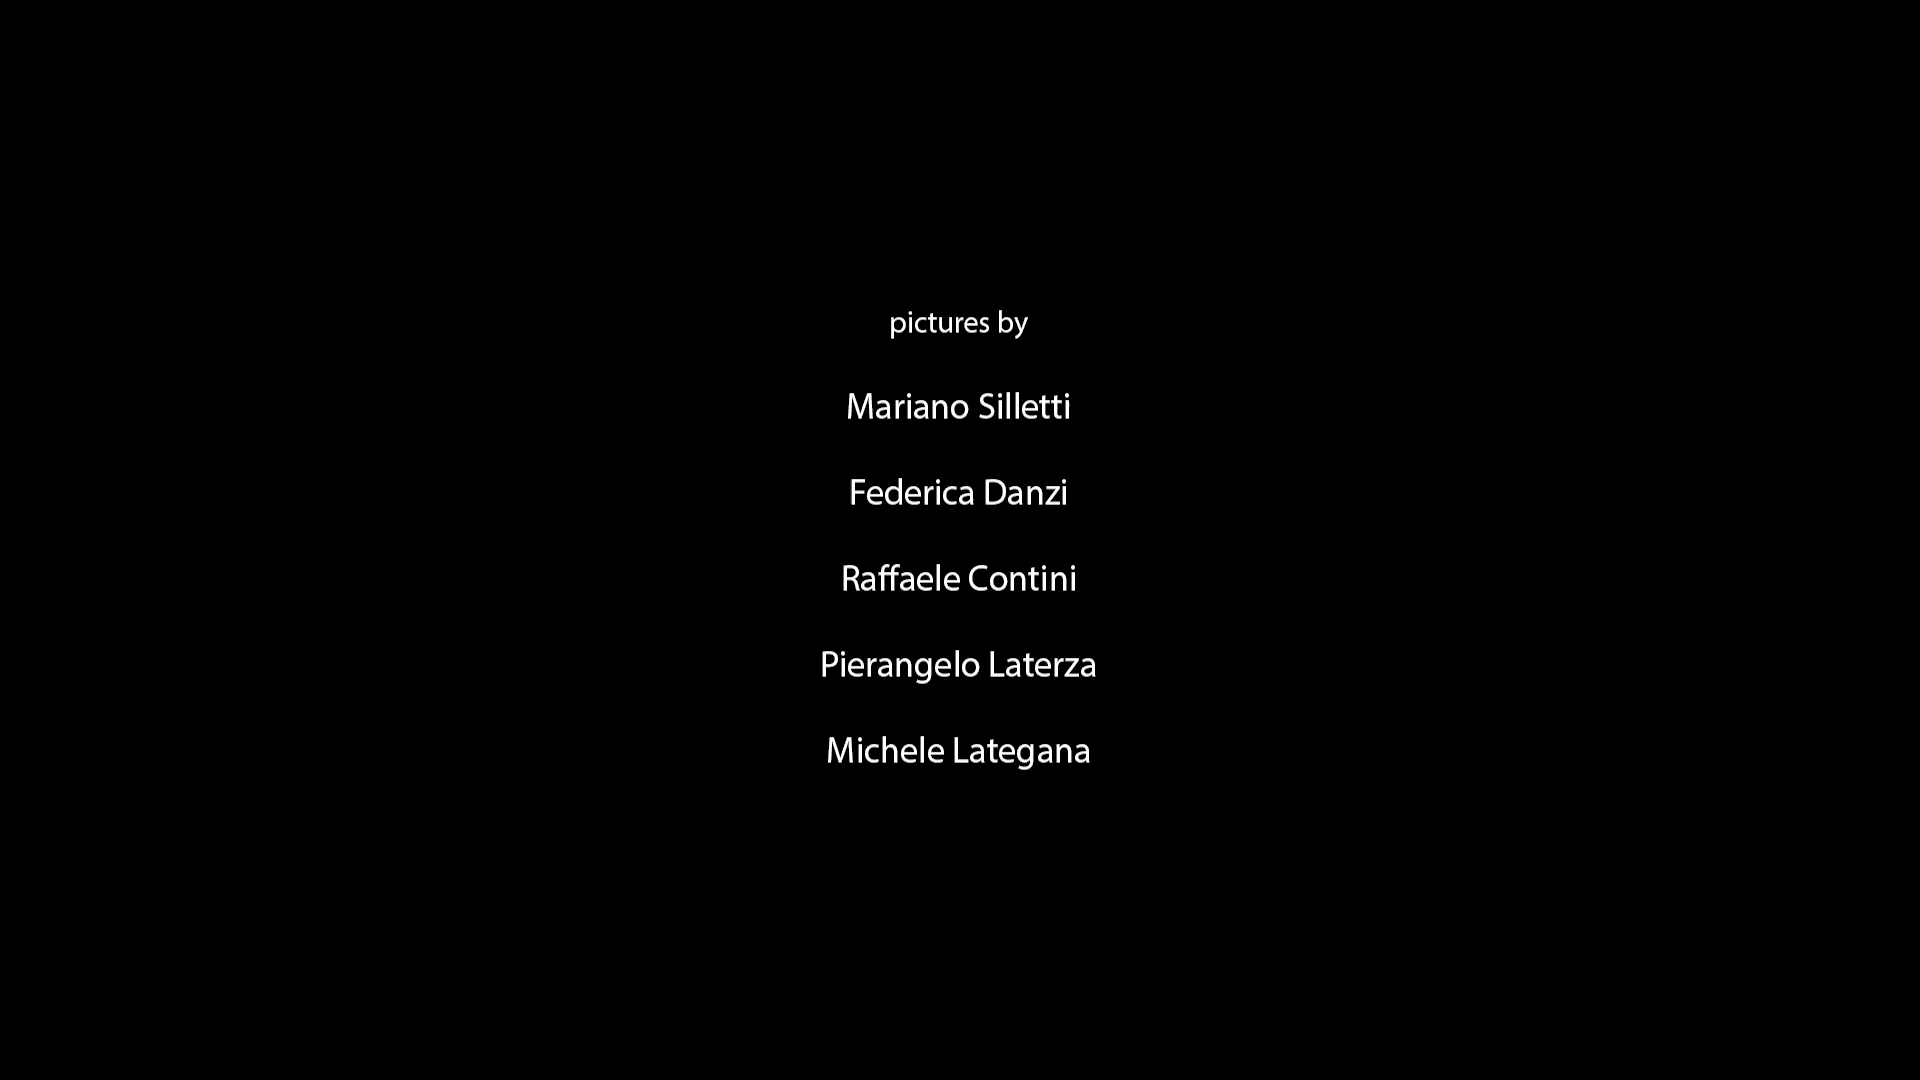 pictures by
Mariano Silletti
Federica Danzi
Raffaele Contini
Pierangelo Laterza
Michele Lategana